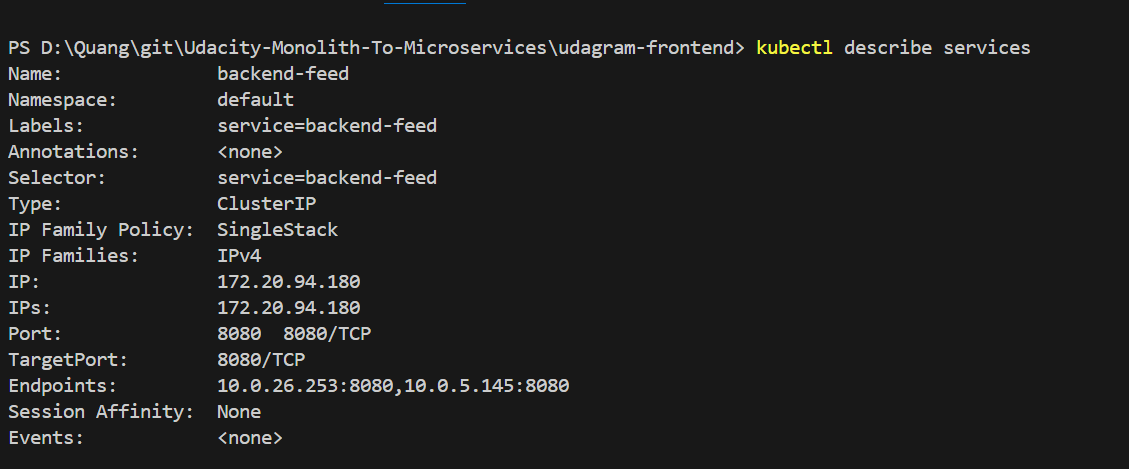 PS D:\Quang\git\Udacity-Monolith-To-Microservices\udagram-frontend> kubectl describe services
Name:              backend-feed
Namespace:         default
Labels:            service=backend-feed
Annotations:       <none>
Selector:          service=backend-feed
Type:              ClusterIP
IP Family Policy:  SingleStack
IP Families:       IPv4
IP:                172.20.94.180
IPs:               172.20.94.180
Port:              8080  8080/TCP
TargetPort:        8080/TCP
Endpoints:         10.0.26.253:8080,10.0.5.145:8080
Session Affinity:  None
Events:            <none>